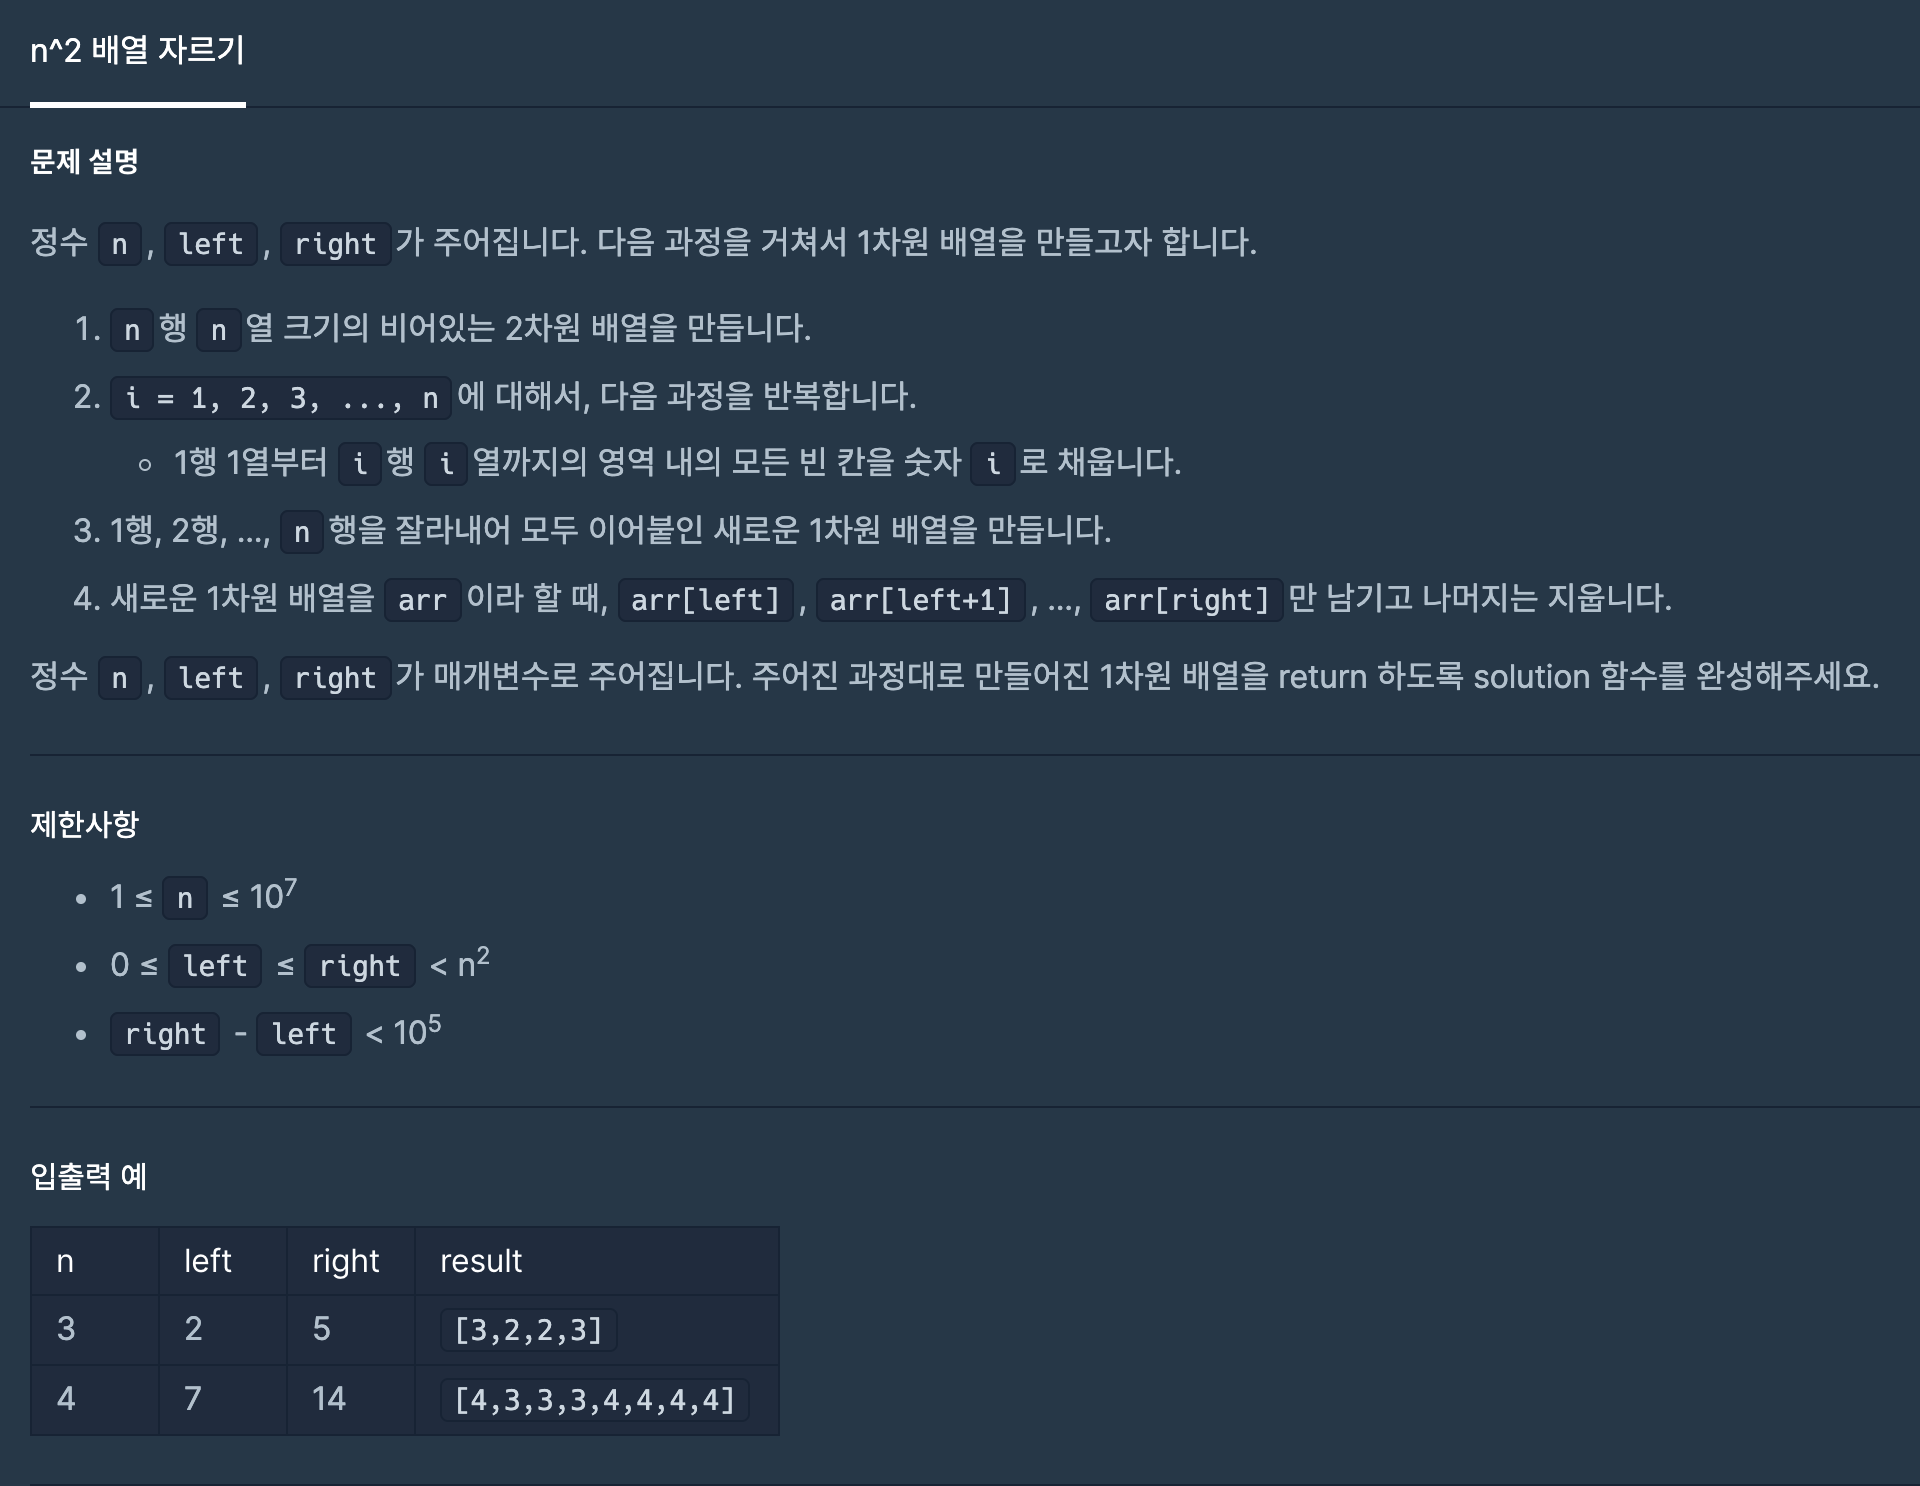 n^2 배열 자르기
문제 설명
정수 n, left, right가 주어집니다. 다음 과정을 거쳐서 1차원 배열을 만들고자 합니다.
1. n행 n열 크기의 비어있는 2차원 배열을 만듭니다.
2. i = 1, 2, 3, ..., n에 대해서, 다음 과정을 반복합니다.
◦ 1행 1열부터 i행 i열까지의 영역 내의 모든 빈 칸을 숫자 i로 채웁니다.
3. 1행, 2행, ..., n행을 잘라내어 모두 이어붙인 새로운 1차원 배열을 만듭니다.
4. 새로운 1차원 배열을 arr이라 할 때, arr[left], arr[left+1], ..., arr[right]만 남기고 나머지는 지웁니다.
정수 n, left, right가 매개변수로 주어집니다. 주어진 과정대로 만들어진 1차원 배열을 return 하도록 solution 함수를 완성해주세요.
제한사항
• 1 ≤ n ≤ 10⁷
• 0 ≤ left ≤ right < n²
• right - left < 10⁵
입출력 예
n left right result
3 2 5 [3,2,2,3]
4 7 14 [4,3,3,3,4,4,4,4]